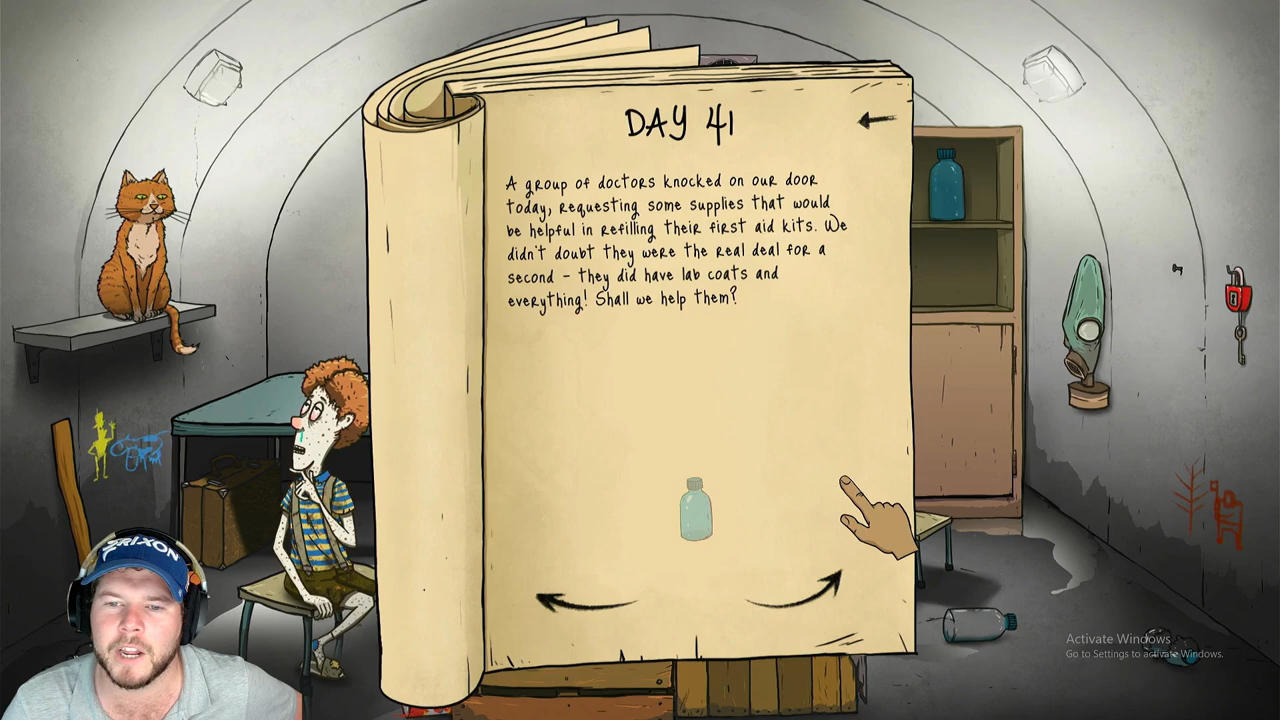 DAY 41
A group of doctors knocked on our door
today, requesting some supplies that would
be helpful in refilling their first aid kits. We
didn't doubt they were the real deal for a
second - they did have lab coats and
everything! Shall we help them?
SRIXON
Activate Windows
Go to Settings to activate Windows.